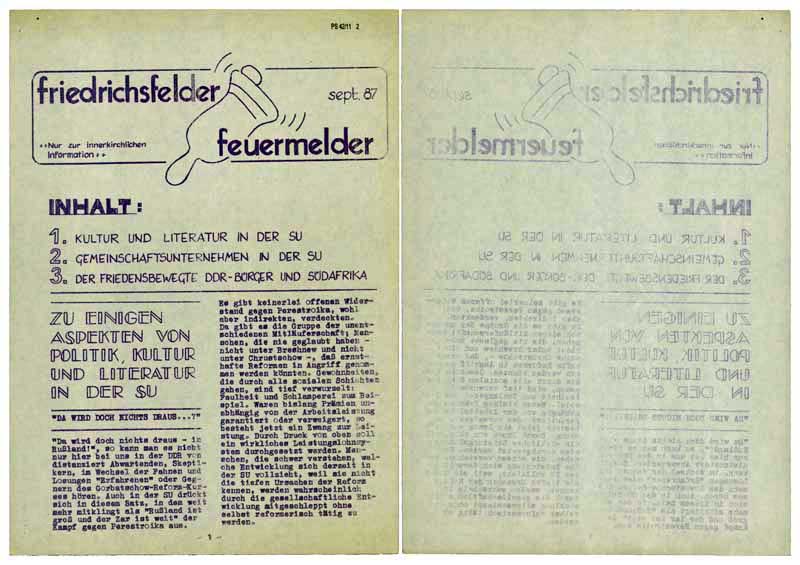 PS 42/11 2
friedrichsfelder
sept. 87
++Nur zur innerkirchlichen
Information++
feuermelder
INHALT:
1. KULTUR UND LITERATUR IN DER SU
2. GEMEINSCHAFTSUNTERNEHMEN IN DER SU
3. DER FRIEDENSBEWEGTE DDR-BÜRGER UND SÜDAFRIKA
ZU EINIGEN
ASPEKTEN VON
POLITIK, KULTUR
UND LITERATUR
IN DER SU
"DA WIRD DOCH NICHTS DRAUS...?"
"Da wird doch nichts draus - in
Rußland!", so kann man es nicht
nur hier bei uns in der DDR von
distanziert Abwartenden, Skepti-
kern, im Wechsel der Fahnen und
Losungen "Erfahrenen" oder Geg-
nern des Gorbatschow-Reform-Kur-
ses hören. Auch in der SU drückt
sich in diesem Satz, in dem weit
mehr mitklingt als "Rußland ist
groß und der Zar ist weit" der
Kampf gegen Perestroika aus.
Es gibt keinerlei offenen Wider-
stand gegen Perestroika, wohl
aber indirekten, verdeckten.
Da gibt es die Gruppe der unent-
schiedenen Mitläuferschaft; Men-
schen, die nie geglaubt haben -
nicht unter Breshnew und nicht
unter Chrustschow -, daß ernst-
hafte Reformen in Angriff genom-
men werden könnten. Gewohnheiten,
die durch alle sozialen Schichten
gehen, sind tief verwurzelt:
Faulheit und Schlamperei zum Bei-
spiel. Waren bislang Prämien un-
abhängig von der Arbeitsleistung
garantiert oder verweigert, so
besteht jetzt ein Zwang zur Lei-
stung. Durch Druck von oben soll
ein wirkliches Leistungslohnsy-
stem durchgesetzt werden. Men-
schen, die schwer verstehen, wel-
che Entwicklung sich derzeit in
der SU vollzieht, weil sie nicht
die tiefen Ursachen der Reform
kennen, werden wahrscheinlich
durch die gesellschaftliche Ent-
wicklung mitgeschleppt ohne
selbst reformerisch tätig zu
werden.
- 1 -